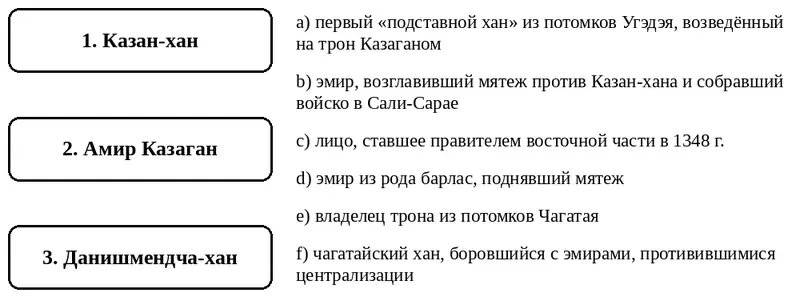 1. Казан-хан
2. Амир Казаган
3. Данишмендча-хан
a) первый «подставной хан» из потомков Угэдэя, возведённый
на трон Казаганом
b) эмир, возглавивший мятеж против Казан-хана и собравший
войско в Сали-Сарае
c) лицо, ставшее правителем восточной части в 1348 г.
d) эмир из рода барлас, поднявший мятеж
e) владелец трона из потомков Чагатая
f) чагатайский хан, боровшийся с эмирами, противившимися
централизации